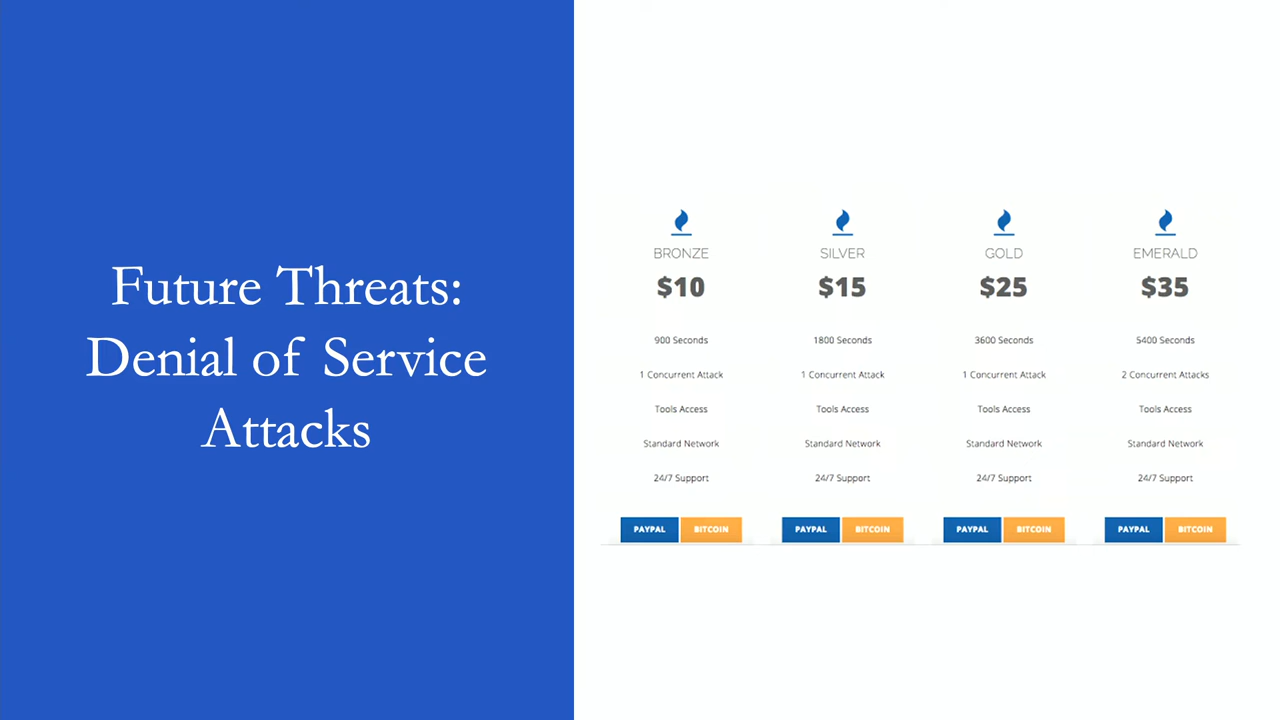 Future Threats:
Denial of Service
Attacks
BRONZE
$10
900 Seconds
1 Concurrent Attack
Tools Access
Standard Network
24/7 Support
PAYPAL BITCOIN
SILVER
$15
1800 Seconds
1 Concurrent Attack
Tools Access
Standard Network
24/7 Support
PAYPAL BITCOIN
GOLD
$25
3600 Seconds
1 Concurrent Attack
Tools Access
Standard Network
24/7 Support
PAYPAL BITCOIN
EMERALD
$35
5400 Seconds
2 Concurrent Attacks
Tools Access
Standard Network
24/7 Support
PAYPAL BITCOIN